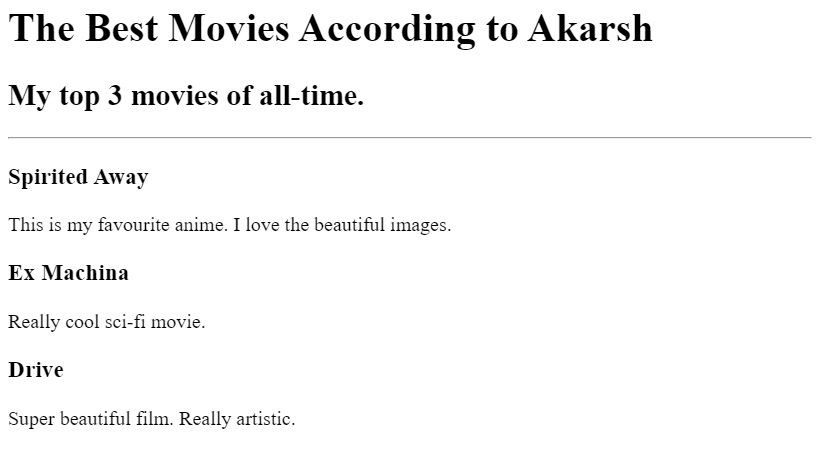 The Best Movies According to Akarsh
My top 3 movies of all-time.
Spirited Away
This is my favourite anime. I love the beautiful images.
Ex Machina
Really cool sci-fi movie.
Drive
Super beautiful film. Really artistic.